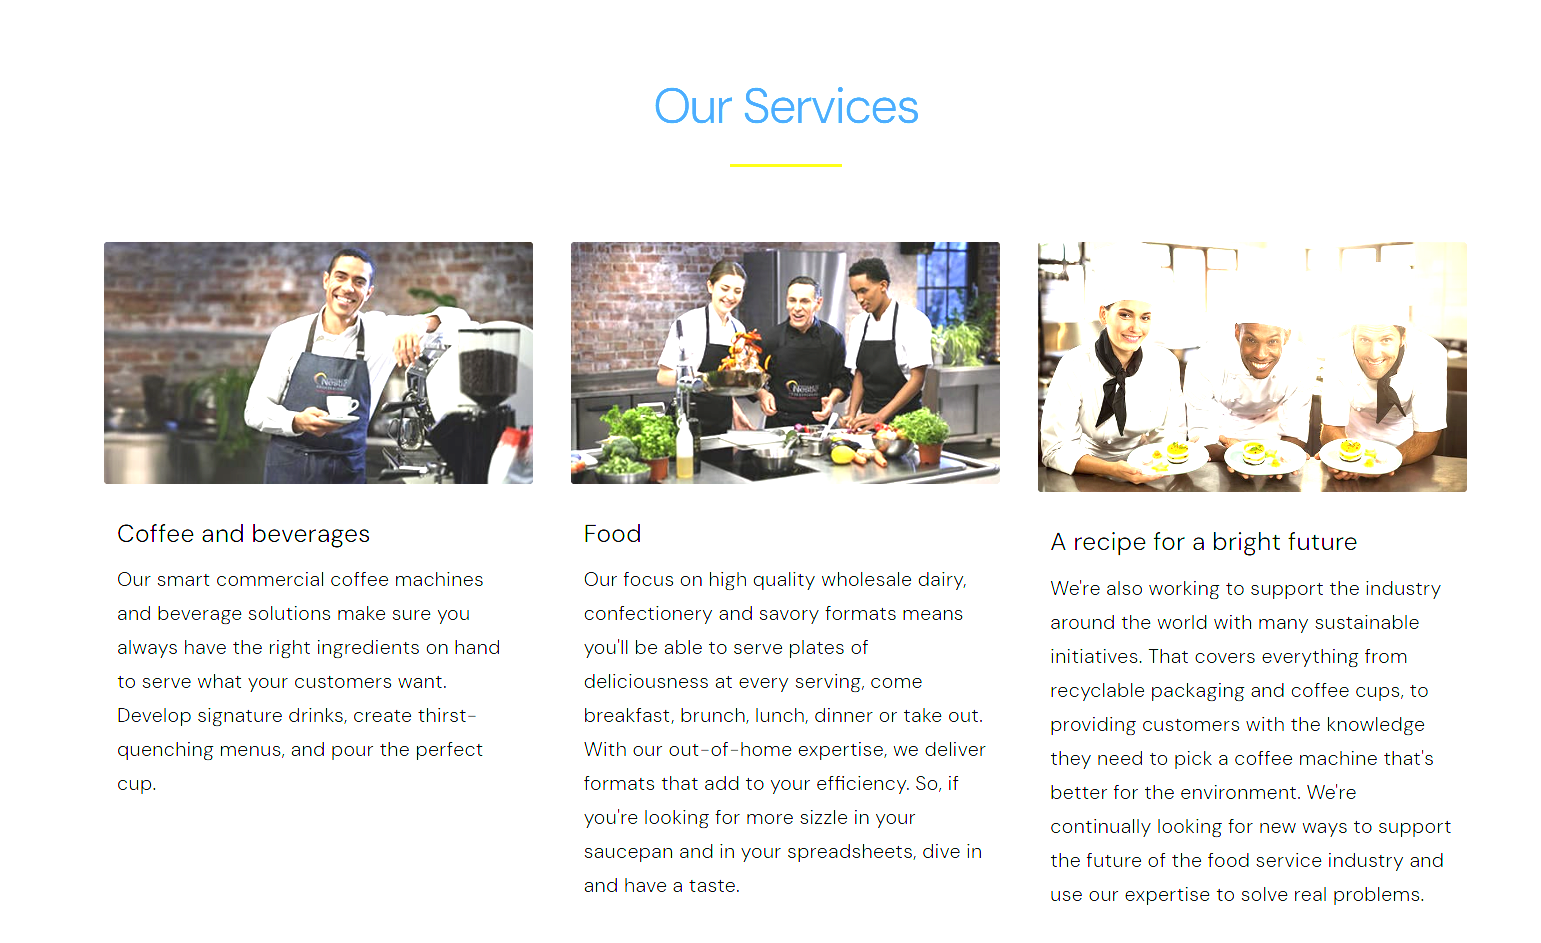 Our Services
Nestlé
Nestlé
Coffee and beverages
Our smart commercial coffee machines
and beverage solutions make sure you
always have the right ingredients on hand
to serve what your customers want.
Develop signature drinks, create thirst-
quenching menus, and pour the perfect
cup.
Food
Our focus on high quality wholesale dairy,
confectionery and savory formats means
you'll be able to serve plates of
deliciousness at every serving, come
breakfast, brunch, lunch, dinner or take out.
With our out-of-home expertise, we deliver
formats that add to your efficiency. So, if
you're looking for more sizzle in your
saucepan and in your spreadsheets, dive in
and have a taste.
A recipe for a bright future
We're also working to support the industry
around the world with many sustainable
initiatives. That covers everything from
recyclable packaging and coffee cups, to
providing customers with the knowledge
they need to pick a coffee machine that's
better for the environment. We're
continually looking for new ways to support
the future of the food service industry and
use our expertise to solve real problems.